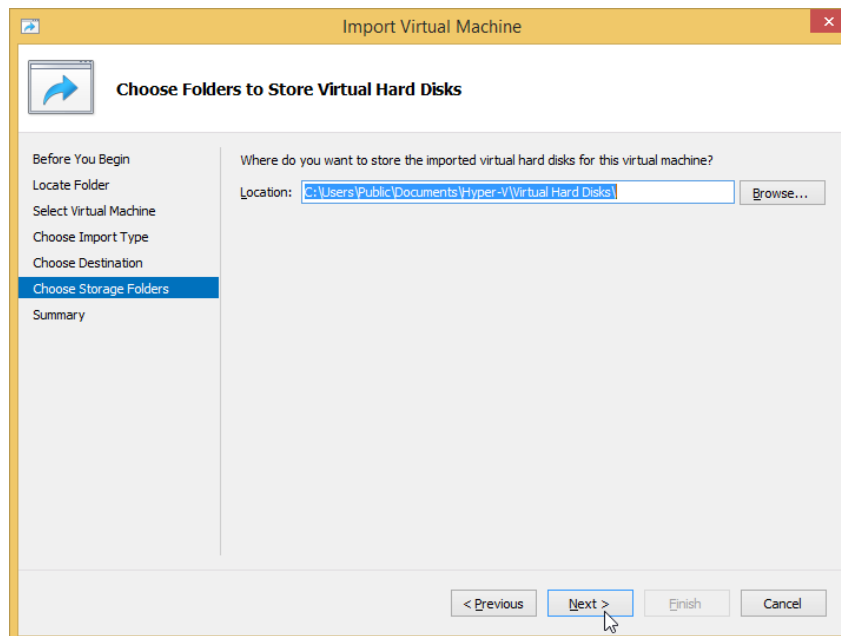 Import Virtual Machine
Choose Folders to Store Virtual Hard Disks
Before You Begin
Locate Folder
Select Virtual Machine
Choose Import Type
Choose Destination
Choose Storage Folders
Summary
Where do you want to store the imported virtual hard disks for this virtual machine?
Location: C:\Users\Public\Documents\Hyper-V\Virtual Hard Disks\ Browse...
< Previous Next > Finish Cancel